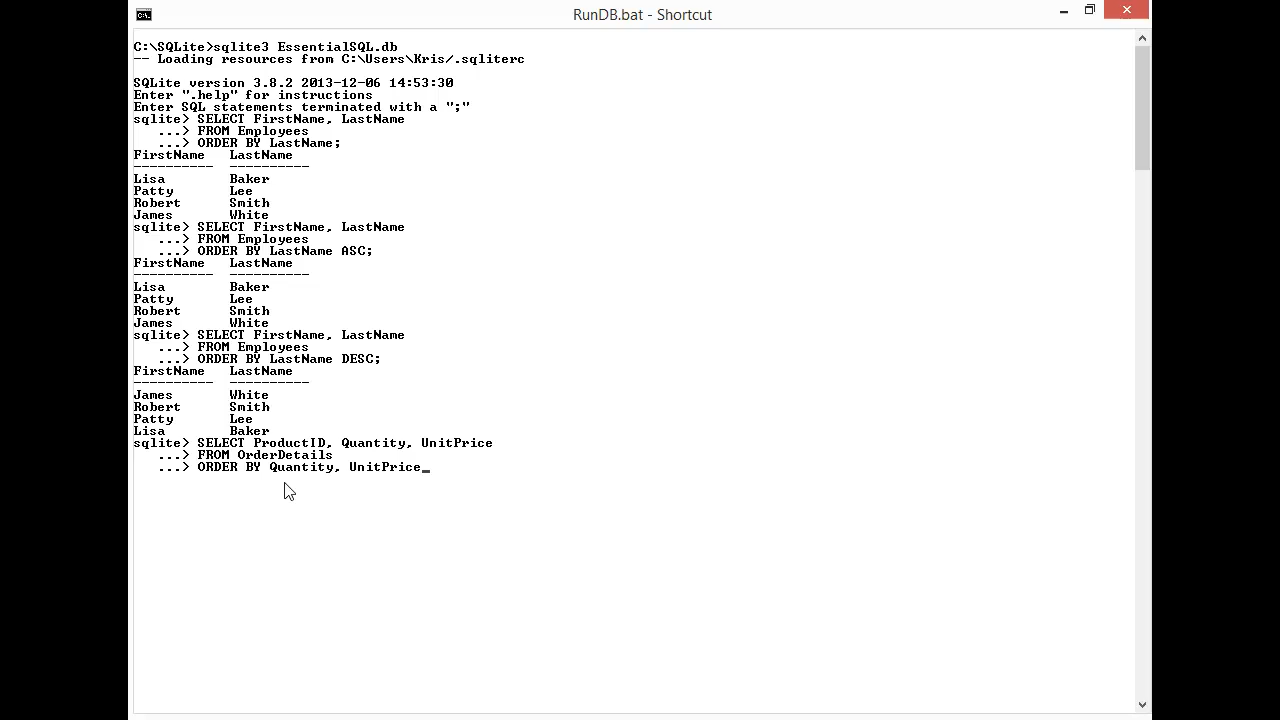 RunDB.bat - Shortcut
C:\SQLite>sqlite3 EssentialSQL.db
-- Loading resources from C:\Users\Kris/.sqliterc
SQLite version 3.8.2 2013-12-06 14:53:30
Enter ".help" for instructions
Enter SQL statements terminated with a ";"
sqlite> SELECT FirstName, LastName
...> FROM Employees
...> ORDER BY LastName;
FirstName   LastName
----------  ----------
Lisa        Baker
Patty       Lee
Robert      Smith
James       White
sqlite> SELECT FirstName, LastName
...> FROM Employees
...> ORDER BY LastName ASC;
FirstName   LastName
----------  ----------
Lisa        Baker
Patty       Lee
Robert      Smith
James       White
sqlite> SELECT FirstName, LastName
...> FROM Employees
...> ORDER BY LastName DESC;
FirstName   LastName
----------  ----------
James       White
Robert      Smith
Patty       Lee
Lisa        Baker
sqlite> SELECT ProductID, Quantity, UnitPrice
...> FROM OrderDetails
...> ORDER BY Quantity, UnitPrice_